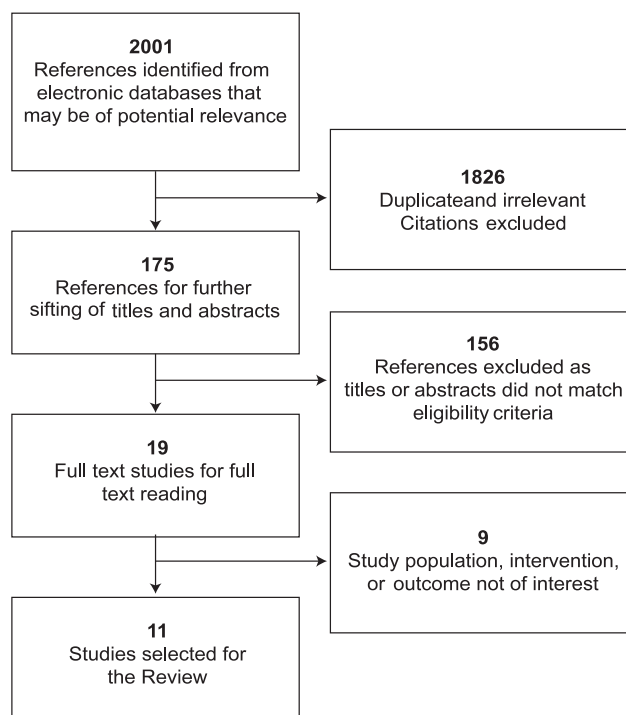 2001
References identified from
electronic databases that
may be of potential relevance
1826
Duplicateand irrelevant
Citations excluded
175
References for further
sifting of titles and abstracts
156
References excluded as
titles or abstracts did not match
eligibility criteria
19
Full text studies for full
text reading
9
Study population, intervention,
or outcome not of interest
11
Studies selected for
the Review